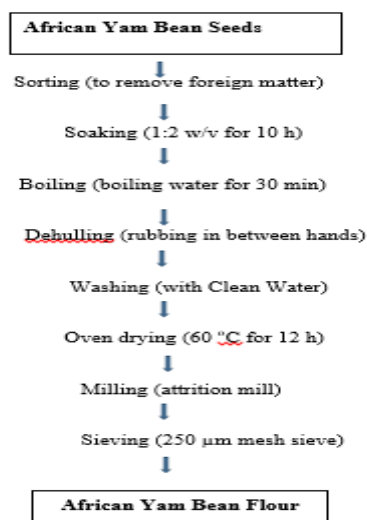 African Yam Bean Seeds
Sorting (to remove foreign matter)
Soaking (1:2 w/v for 10 h)
Boiling (boiling water for 30 min)
Dehulling (rubbing in between hands)
Washing (with Clean Water)
Oven drying (60 °C for 12 h)
Milling (attrition mill)
Sieving (250 µm mesh sieve)
African Yam Bean Flour